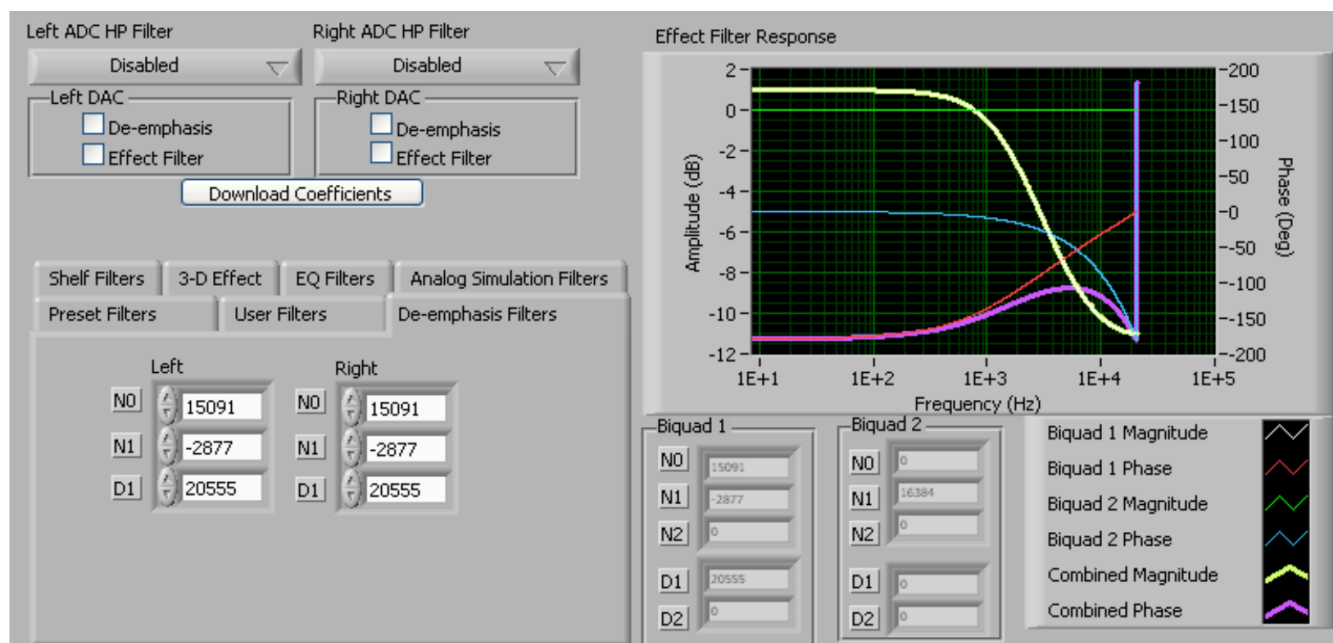 Left ADC HP Filter
Right ADC HP Filter
Disabled
Disabled
Left DAC
De-emphasis
Effect Filter
Right DAC
De-emphasis
Effect Filter
Download Coefficients
Shelf Filters
3-D Effect
EQ Filters
Analog Simulation Filters
Preset Filters
User Filters
De-emphasis Filters
Left
N0
15091
N1
-2877
D1
20555
Right
N0
15091
N1
-2877
D1
20555
Effect Filter Response
Amplitude (dB)
2
0
-2
-4
-6
-8
-10
-12
Phase (Deg)
200
150
100
50
0
-50
-100
-150
-200
1E+1
1E+2
1E+3
1E+4
1E+5
Frequency (Hz)
Biquad 1
N0
15091
N1
-2877
N2
0
D1
20555
D2
0
Biquad 2
N0
0
N1
16384
N2
0
D1
0
D2
0
Biquad 1 Magnitude
Biquad 1 Phase
Biquad 2 Magnitude
Biquad 2 Phase
Combined Magnitude
Combined Phase